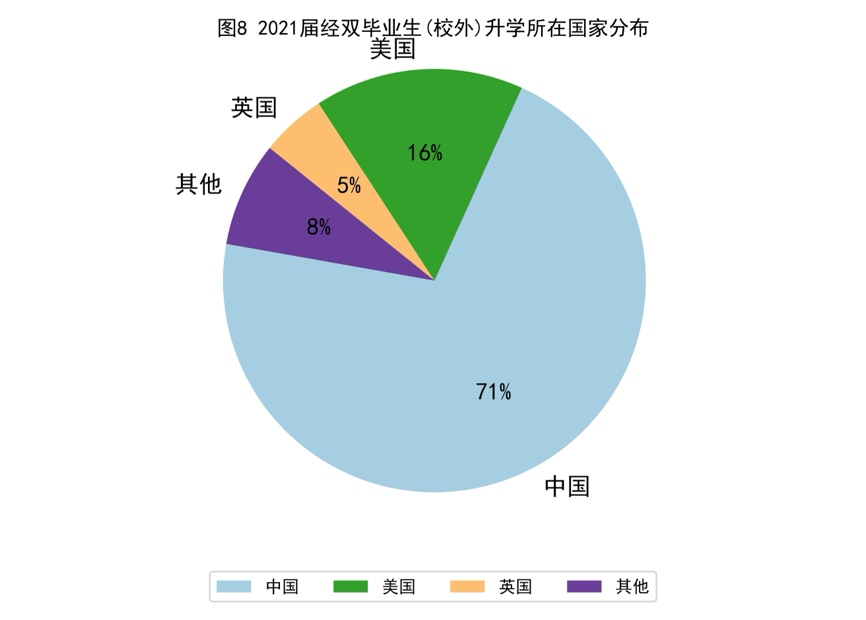 图8 2021届经双毕业生(校外)升学所在国家分布
美国
英国
16%
5%
其他
8%
71%
中国
中国 美国 英国 其他